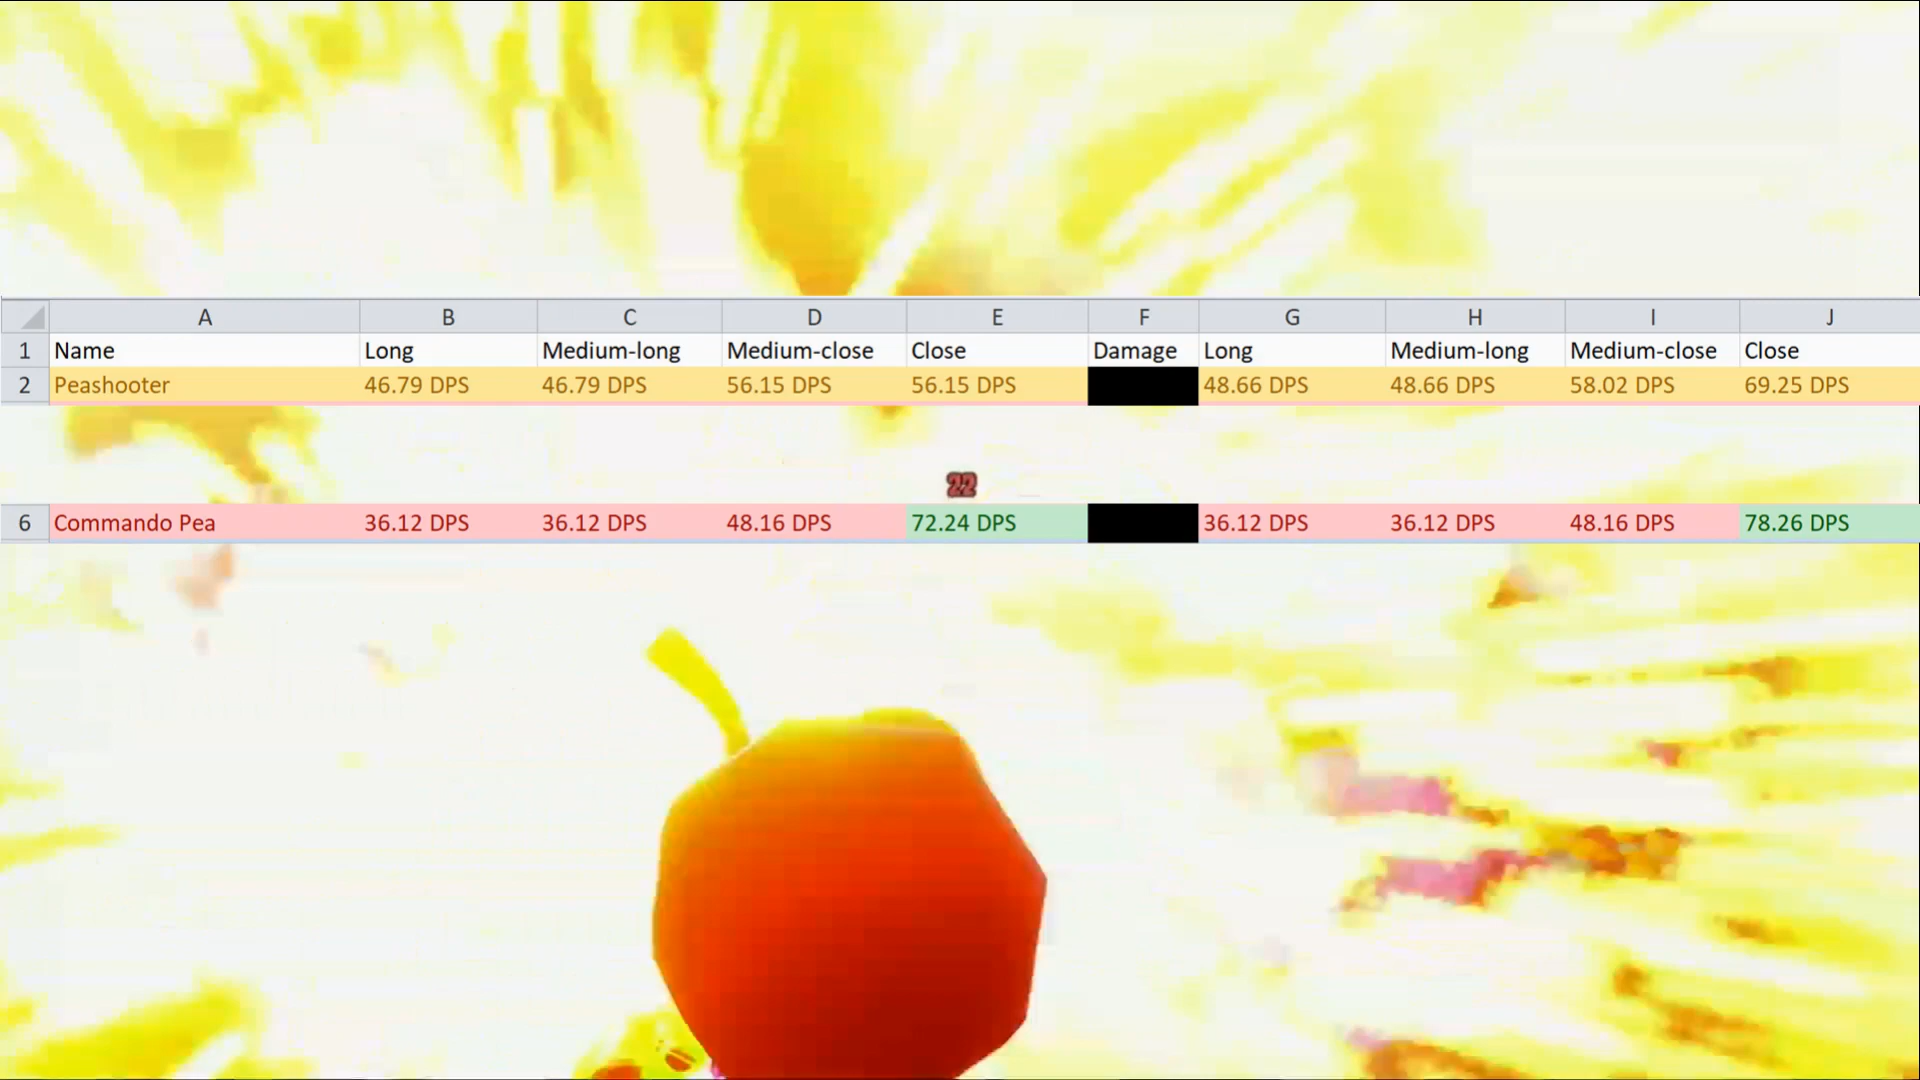 A B C D E F G H I J
1 Name Long Medium-long Medium-close Close Damage Long Medium-long Medium-close Close
2 Peashooter 46.79 DPS 46.79 DPS 56.15 DPS 56.15 DPS 48.66 DPS 48.66 DPS 58.02 DPS 69.25 DPS
22
6 Commando Pea 36.12 DPS 36.12 DPS 48.16 DPS 72.24 DPS 36.12 DPS 36.12 DPS 48.16 DPS 78.26 DPS